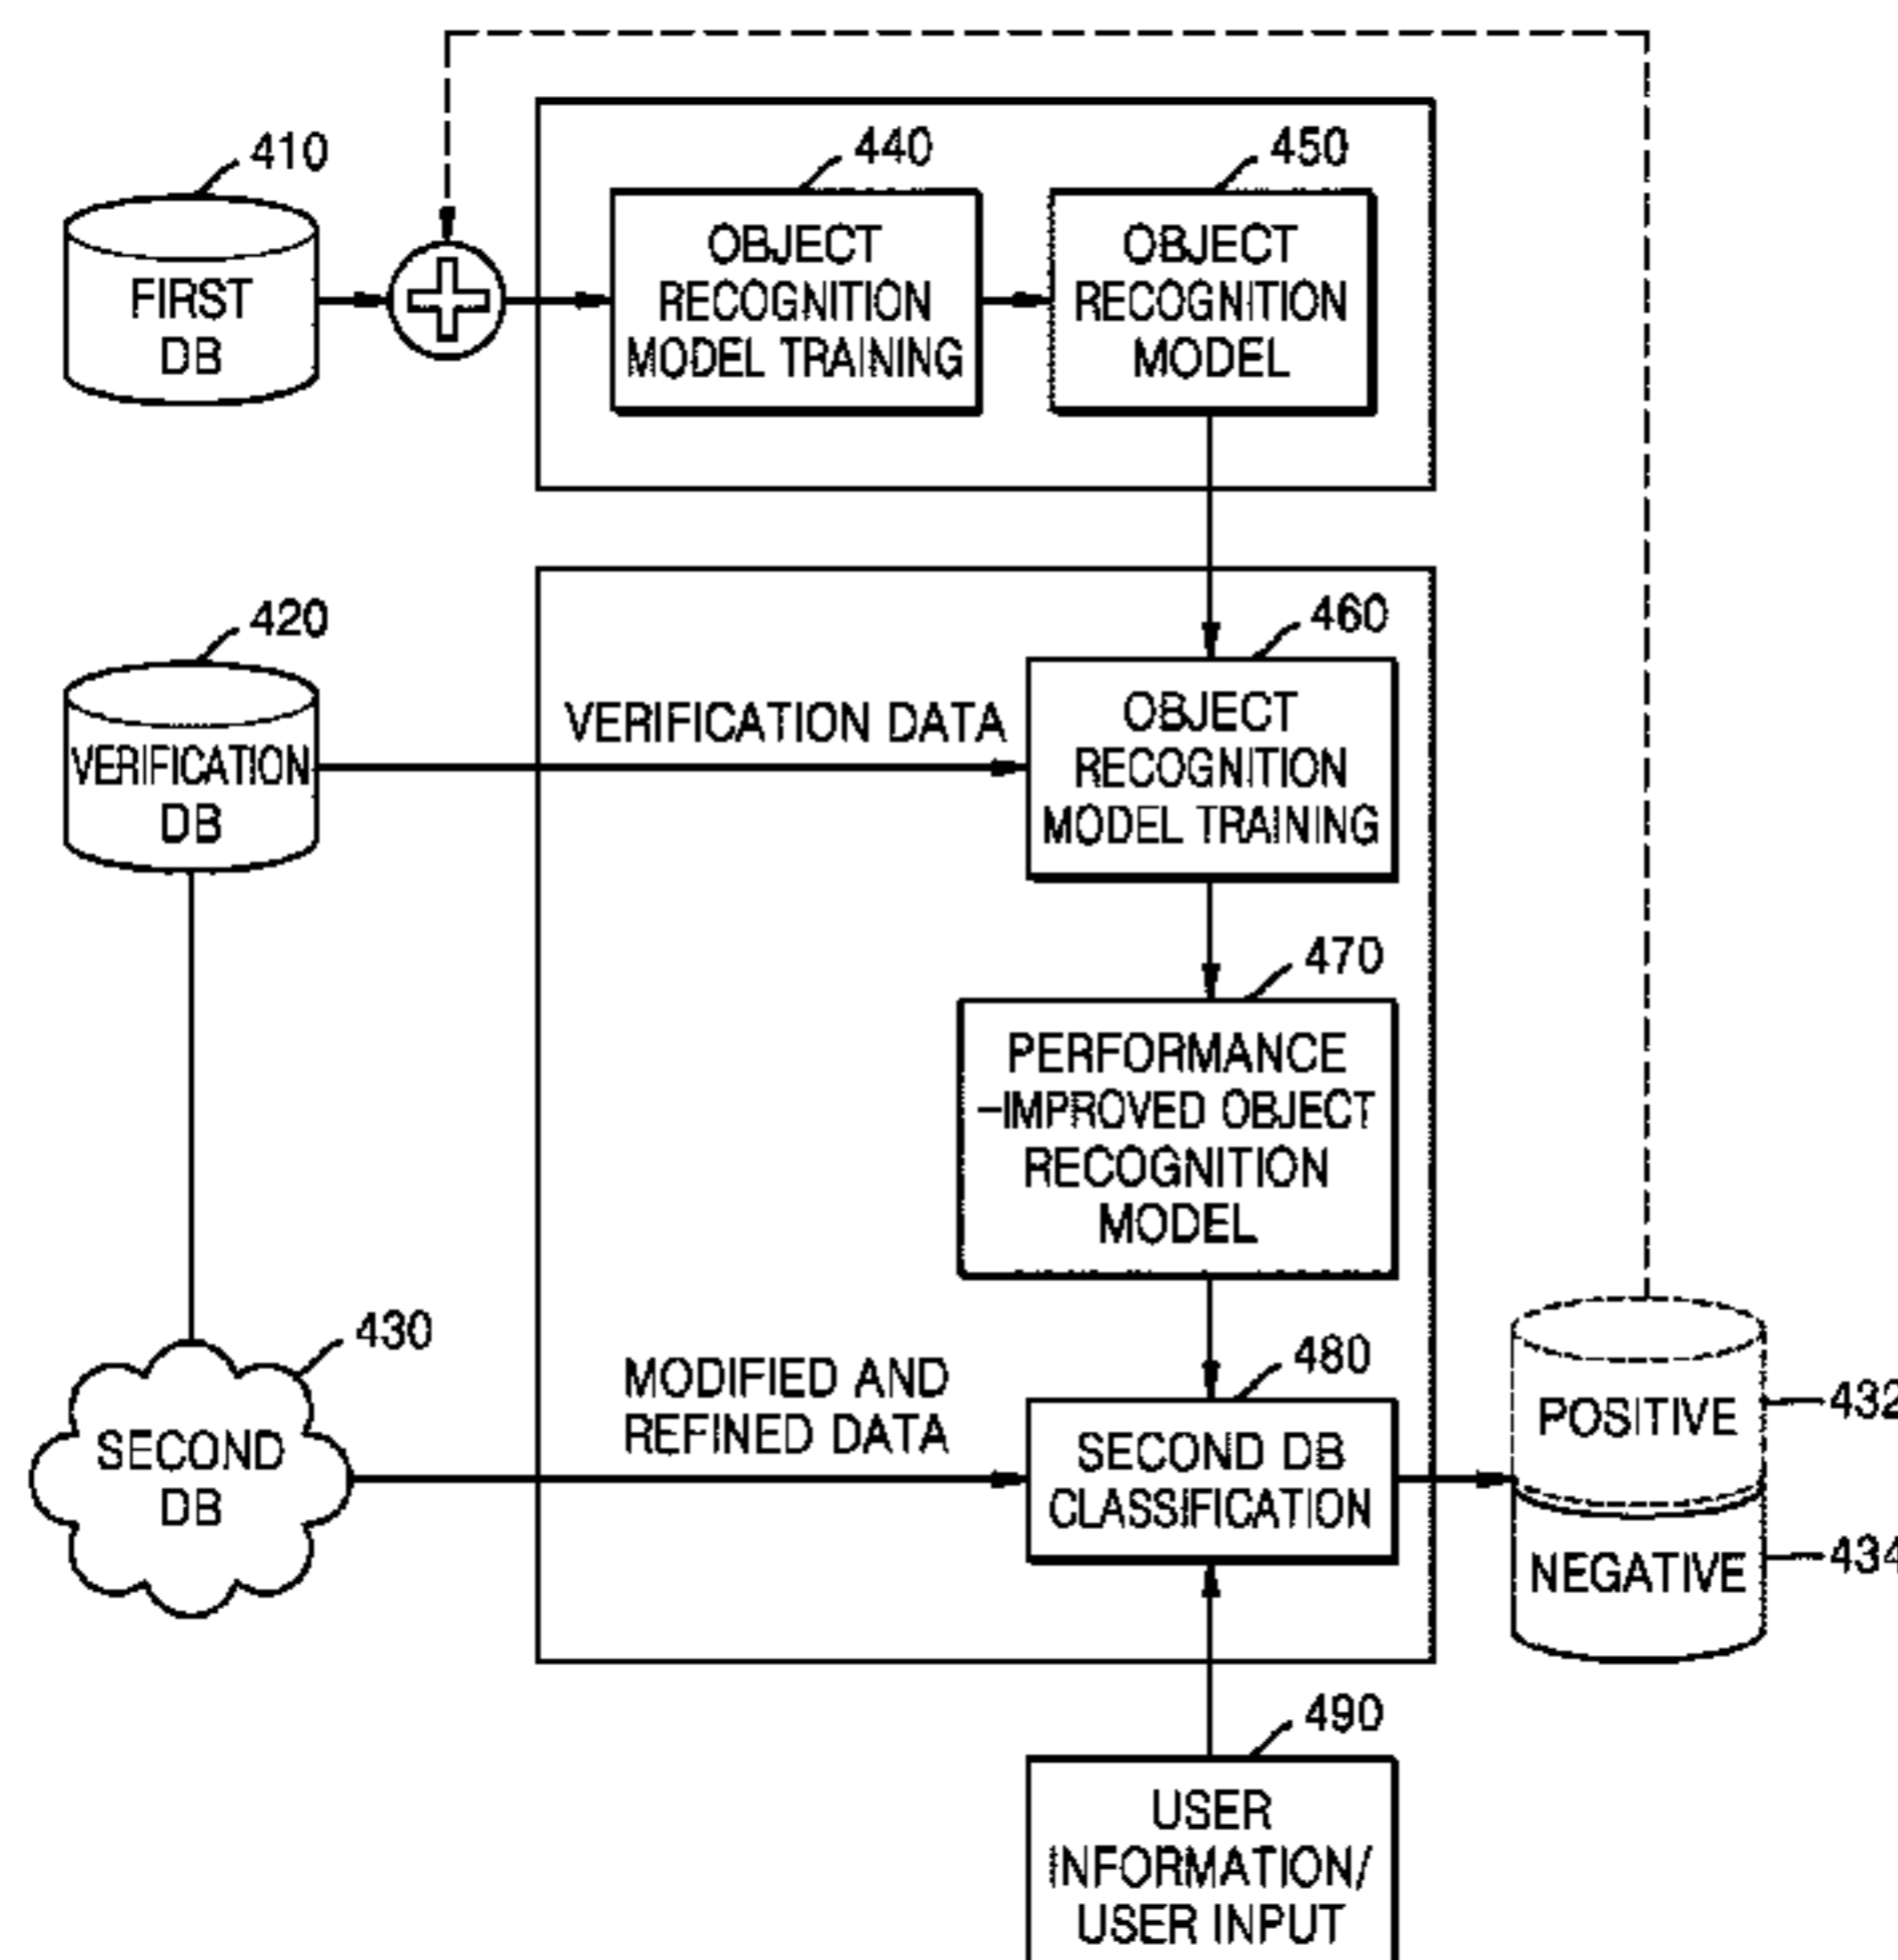 410
FIRST
DB
440
OBJECT
RECOGNITION
MODEL TRAINING
450
OBJECT
RECOGNITION
MODEL
420
VERIFICATION
DB
VERIFICATION DATA
460
OBJECT
RECOGNITION
MODEL TRAINING
470
PERFORMANCE
-IMPROVED OBJECT
RECOGNITION
MODEL
430
SECOND
DB
MODIFIED AND
REFINED DATA
480
SECOND DB
CLASSIFICATION
POSITIVE
432
NEGATIVE
434
490
USER
INFORMATION/
USER INPUT